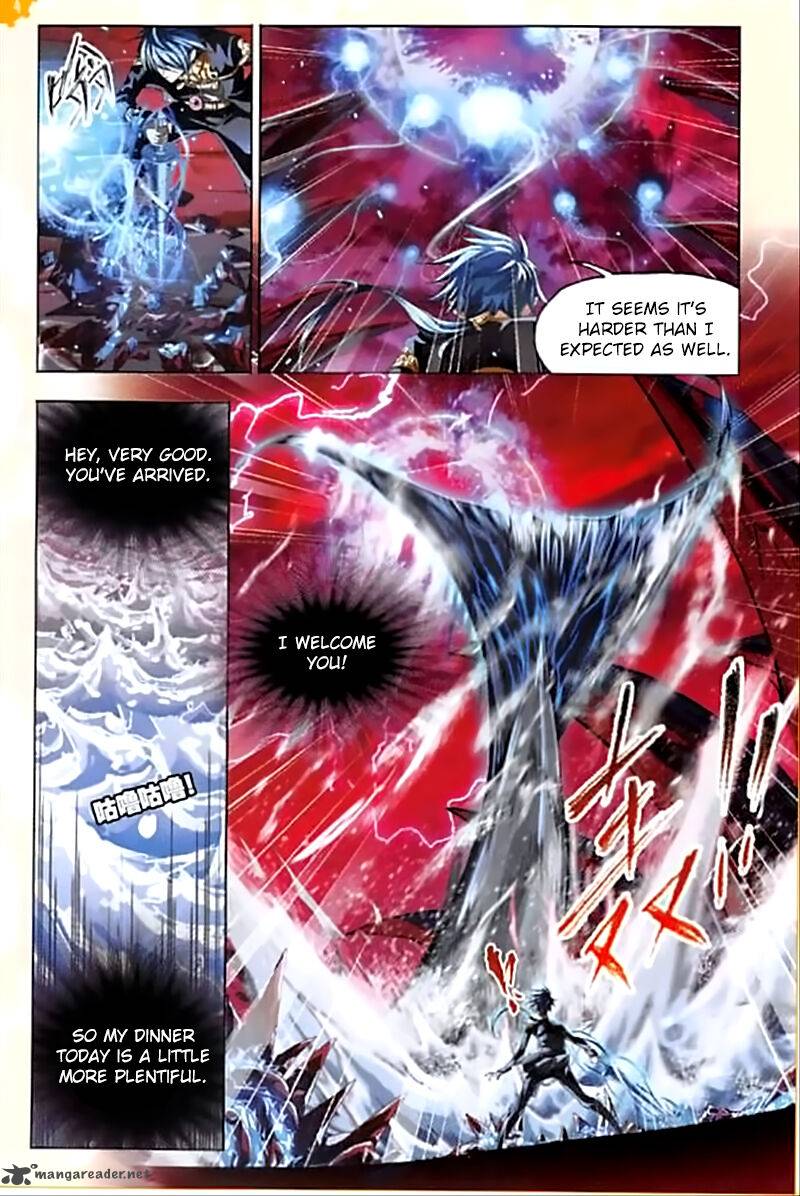 IT SEEMS IT'S
HARDER THAN I
EXPECTED AS WELL.
HEY, VERY GOOD.
YOU'VE ARRIVED.
I WELCOME
YOU!
咕噜咕噜!
轰!!
!!
SO MY DINNER
TODAY IS A LITTLE
MORE PLENTIFUL.
mangareader.net